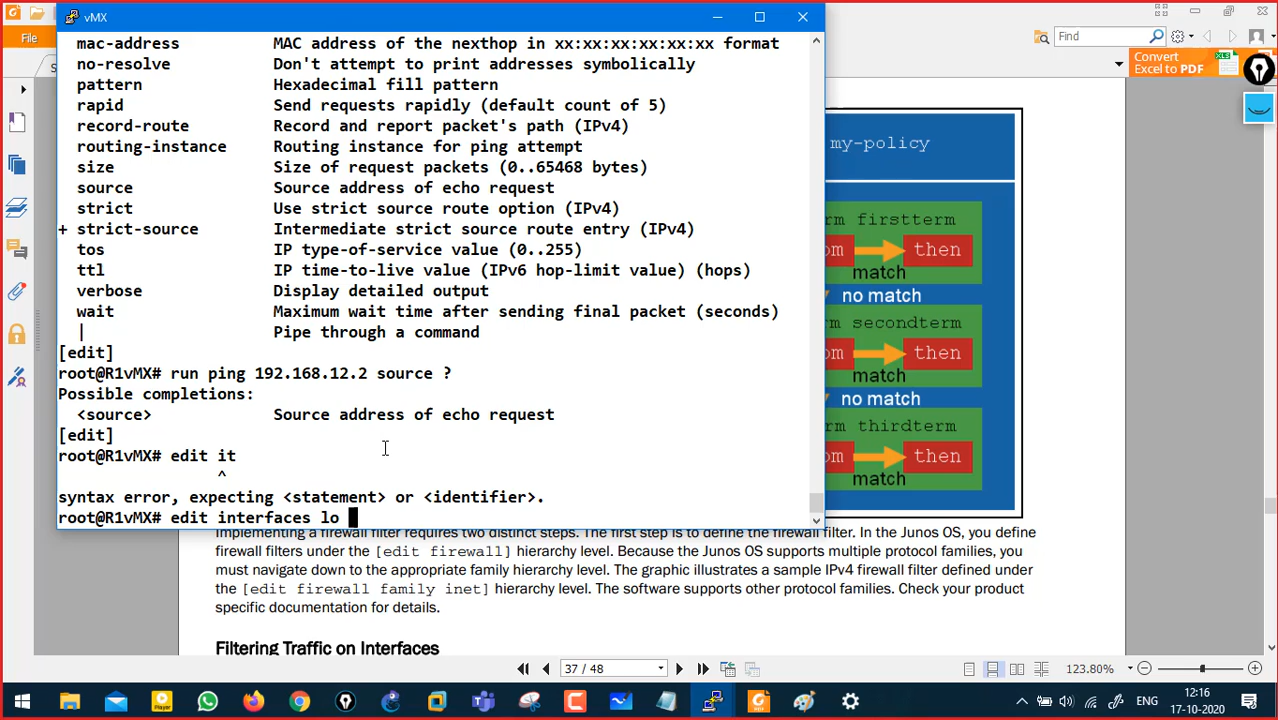 vMX
mac-address MAC address of the nexthop in xx:xx:xx:xx:xx:xx format
no-resolve Don't attempt to print addresses symbolically
pattern Hexadecimal fill pattern
rapid Send requests rapidly (default count of 5)
record-route Record and report packet's path (IPv4)
routing-instance Routing instance for ping attempt
size Size of request packets (0..65468 bytes)
source Source address of echo request
strict Use strict source route option (IPv4)
+ strict-source Intermediate strict source route entry (IPv4)
tos IP type-of-service value (0..255)
ttl IP time-to-live value (IPv6 hop-limit value) (hops)
verbose Display detailed output
wait Maximum wait time after sending final packet (seconds)
| Pipe through a command
[edit]
root@R1vMX# run ping 192.168.12.2 source ?
Possible completions:
<source> Source address of echo request
[edit]
root@R1vMX# edit it
^
syntax error, expecting <statement> or <identifier>.
root@R1vMX# edit interfaces lo
File
Find
Convert
Excel to PDF
XLS
my-policy
rm firstterm
om then
match
no match
rm secondterm
om then
match
no match
rm thirdterm
om then
match
Implementing a firewall filter requires two distinct steps. The first step is to define the firewall filter. In the Junos OS, you define
firewall filters under the [edit firewall] hierarchy level. Because the Junos OS supports multiple protocol families, you
must navigate down to the appropriate family hierarchy level. The graphic illustrates a sample IPv4 firewall filter defined under
the [edit firewall family inet] hierarchy level. The software supports other protocol families. Check your product
specific documentation for details.
Filtering Traffic on Interfaces
37 / 48
123.80%
Player
ENG
12:16
17-10-2020